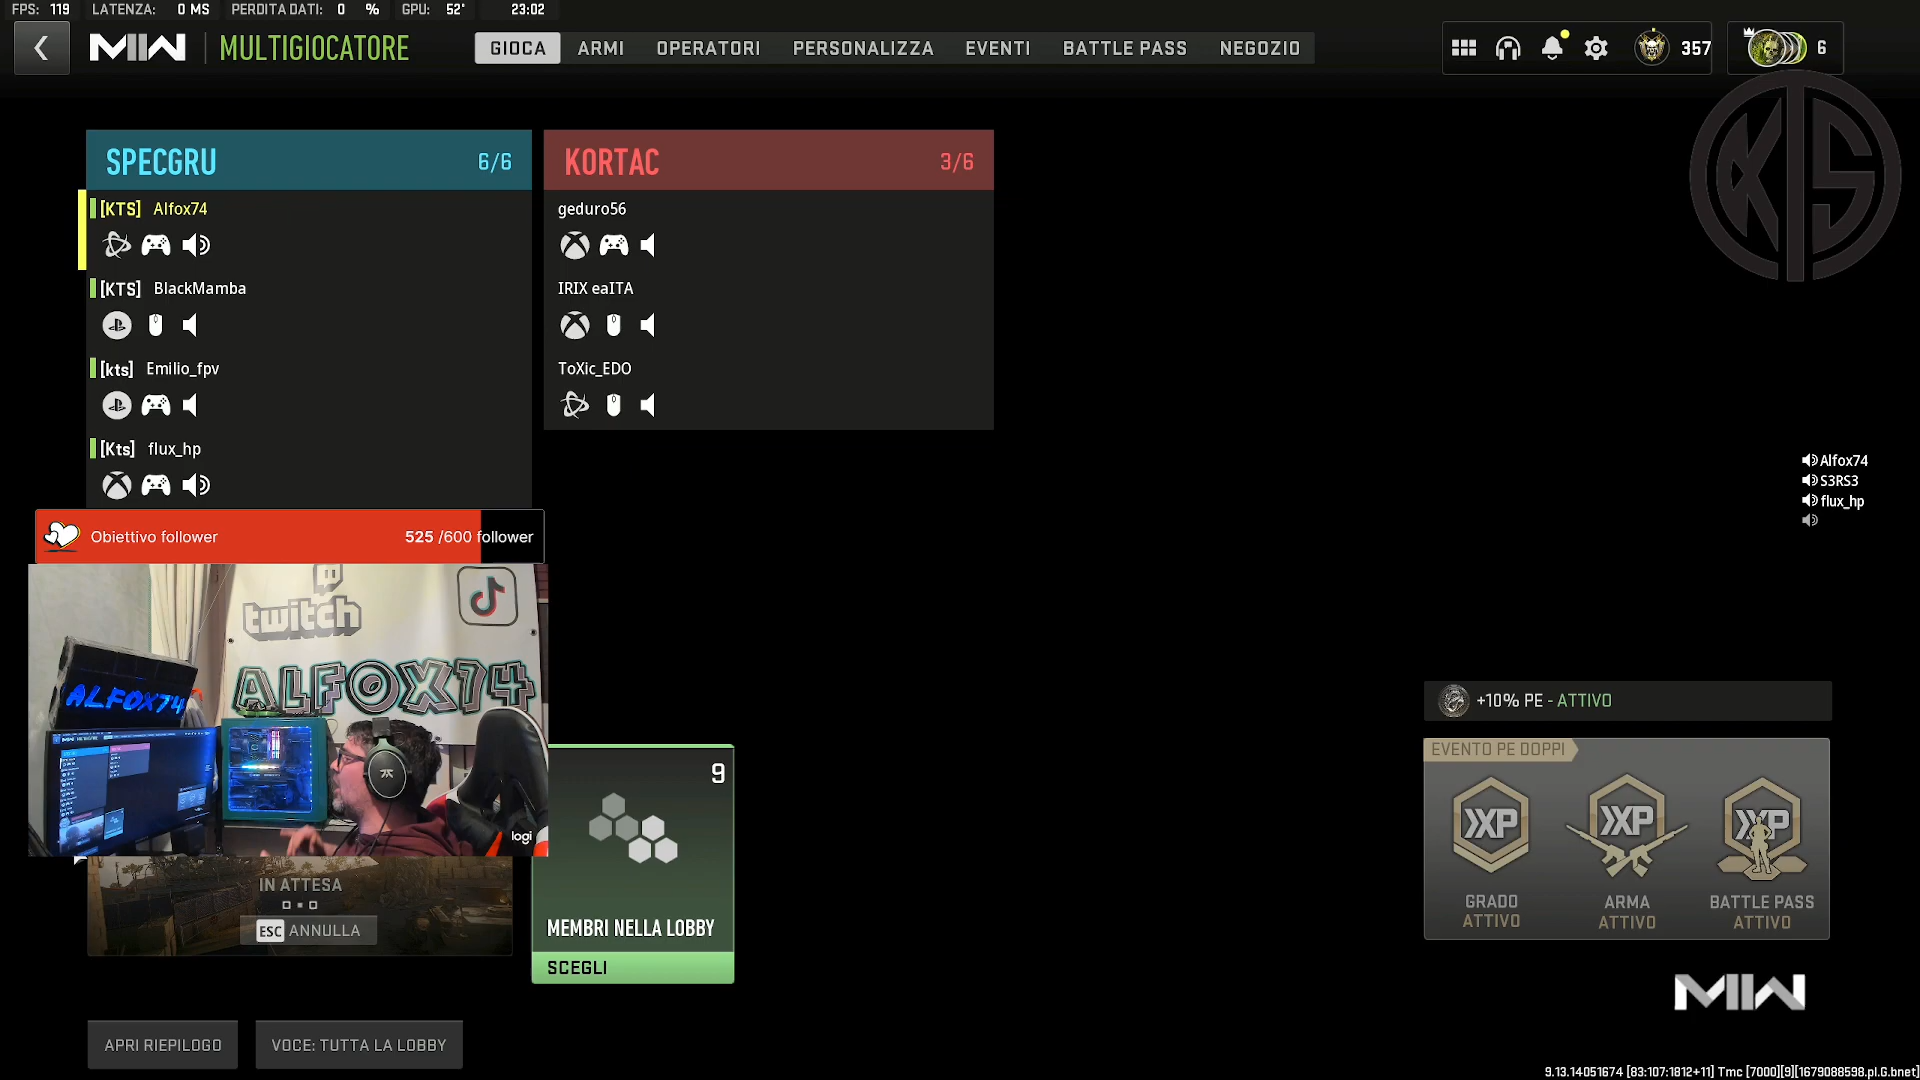 FPS: 119 LATENZA: 0 MS PERDITA DATI: 0 % GPU: 52° 23:02
MW MULTIGIOCATORE
GIOCA ARMI OPERATORI PERSONALIZZA EVENTI BATTLE PASS NEGOZIO
357
6
KTS
SPECGRU 6/6
[KTS] Alfox74
[KTS] BlackMamba
[kts] Emilio_fpv
[Kts] flux_hp
KORTAC 3/6
geduro56
IRIX eaITA
ToXic_EDO
Alfox74
S3RS3
flux_hp
Obiettivo follower 525 /600 follower
twitch
ALFOX74
ALFOX74
logi
IN ATTESA
ESC ANNULLA
9
MEMBRI NELLA LOBBY
SCEGLI
+10% PE - ATTIVO
EVENTO PE DOPPI
XP XP XP
GRADO ARMA BATTLE PASS
ATTIVO ATTIVO ATTIVO
MW
APRI RIEPILOGO VOCE: TUTTA LA LOBBY
9.13.14051674 [83:107:1812+11] Tmc [7000][9][1679088598.pl.G.bnet]